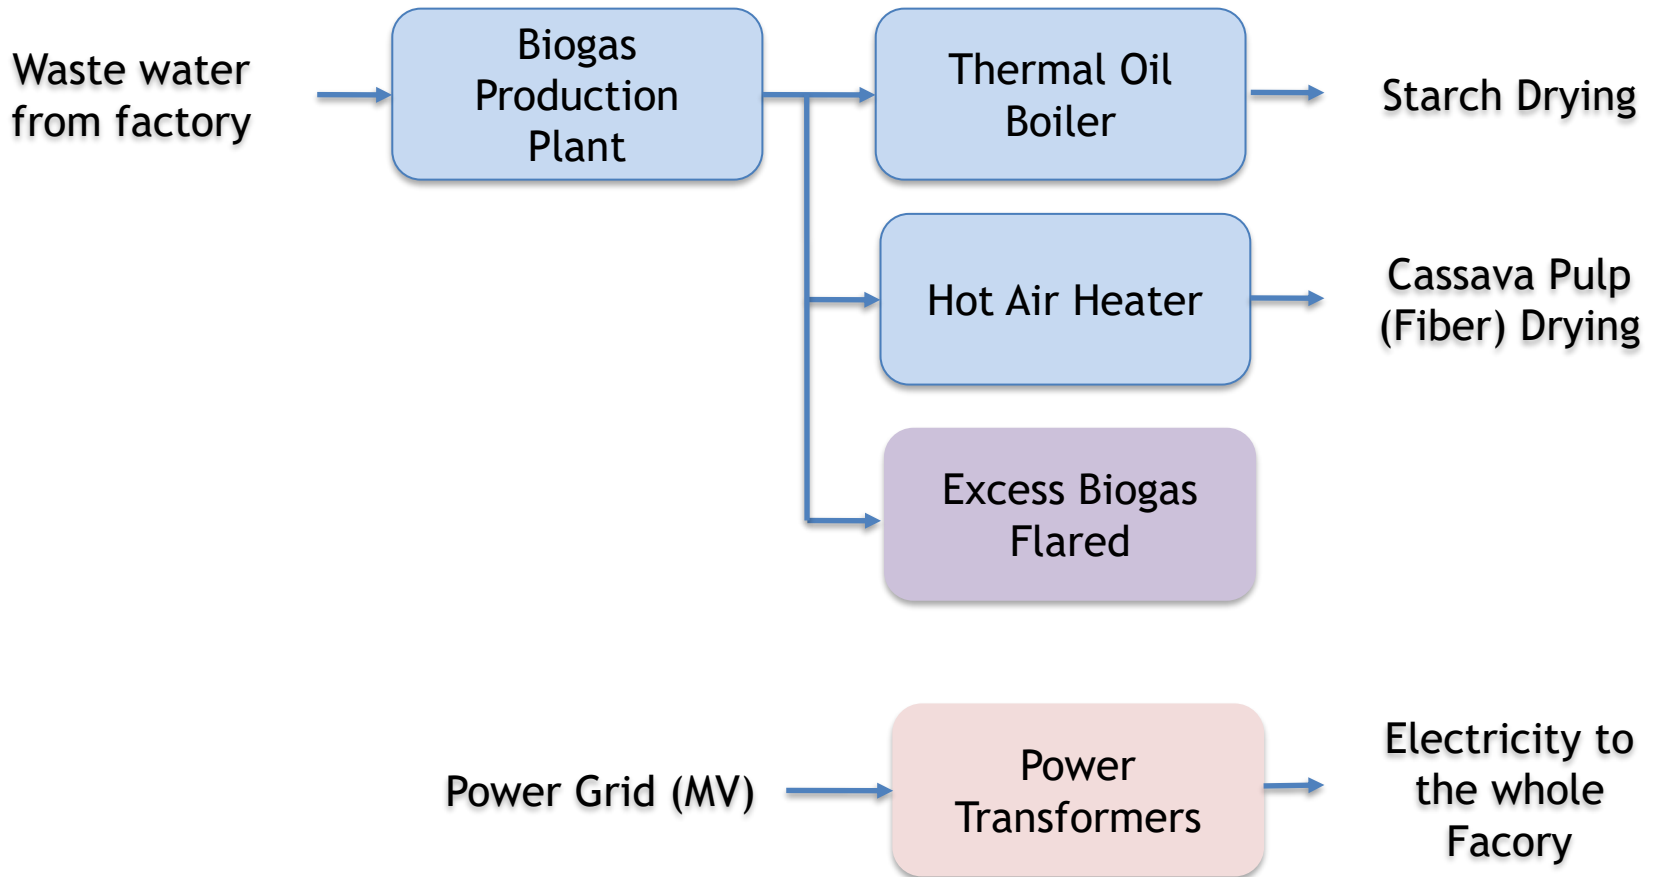 Waste water
from factory
Biogas
Production
Plant
Thermal Oil
Boiler
Starch Drying
Hot Air Heater
Cassava Pulp
(Fiber) Drying
Excess Biogas
Flared
Power Grid (MV)
Power
Transformers
Electricity to
the whole
Facory